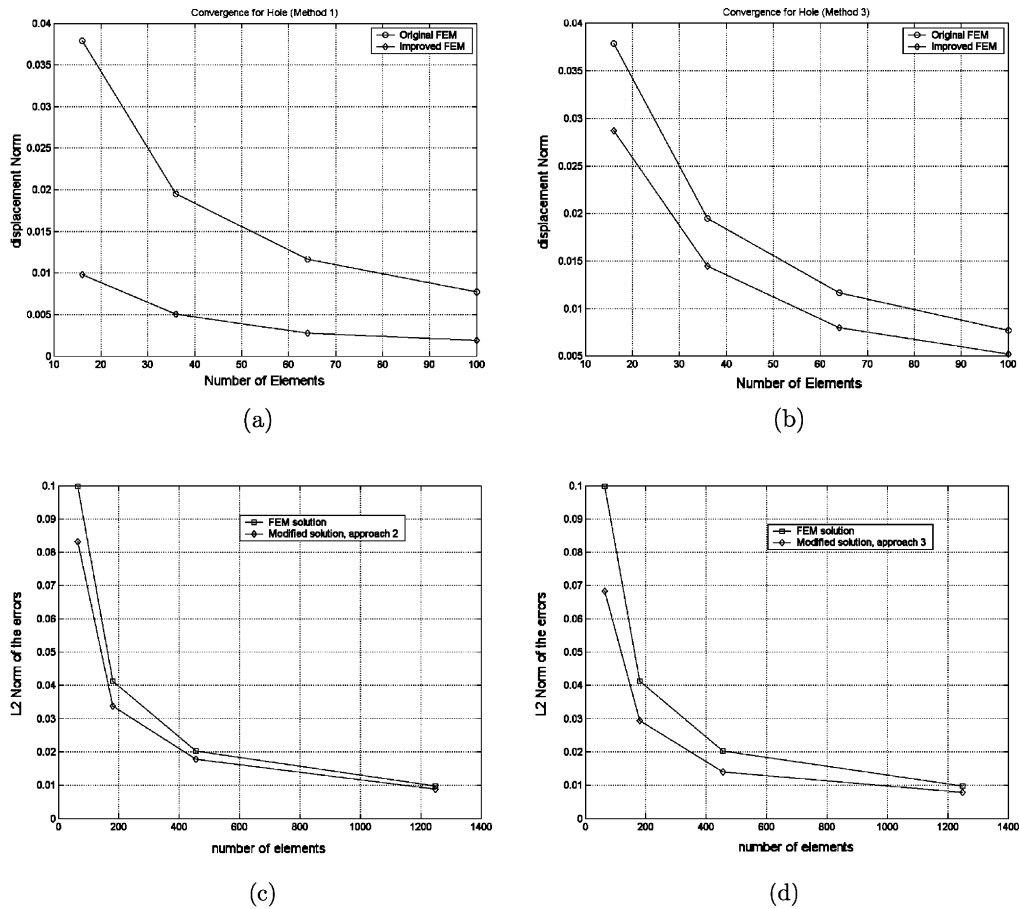 Convergence for Hole (Method 1)
0.04
0.035
0.03
0.025
0.02
0.015
0.01
0.005
0
displacement Norm
Original FEM
Improved FEM
10 20 30 40 50 60 70 80 90 100
Number of Elements
(a)
Convergence for Hole (Method 3)
0.04
0.035
0.03
0.025
0.02
0.015
0.01
0.005
displacement Norm
Original FEM
Improved FEM
10 20 30 40 50 60 70 80 90 100
Number of Elements
(b)
0.1
0.09
0.08
0.07
0.06
0.05
0.04
0.03
0.02
0.01
0
L2 Norm of the errors
FEM solution
Modified solution, approach 2
0 200 400 600 800 1000 1200 1400
number of elements
(c)
0.1
0.09
0.08
0.07
0.06
0.05
0.04
0.03
0.02
0.01
0
L2 Norm of the errors
FEM solution
Modified solution, approach 3
0 200 400 600 800 1000 1200 1400
number of elements
(d)